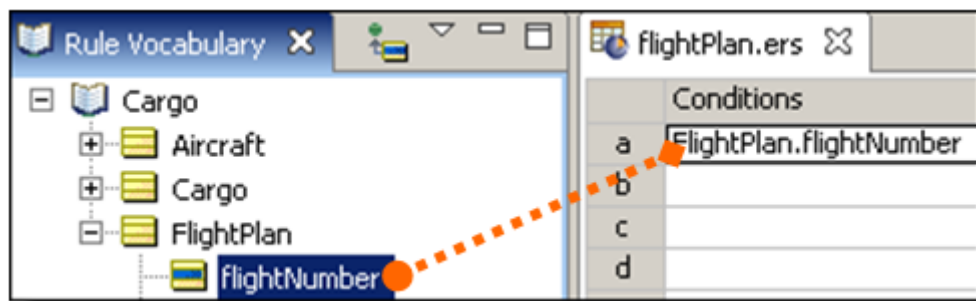 Rule Vocabulary
Cargo
Aircraft
Cargo
FlightPlan
flightNumber
flightPlan.ers
Conditions
a FlightPlan.flightNumber
b
c
d